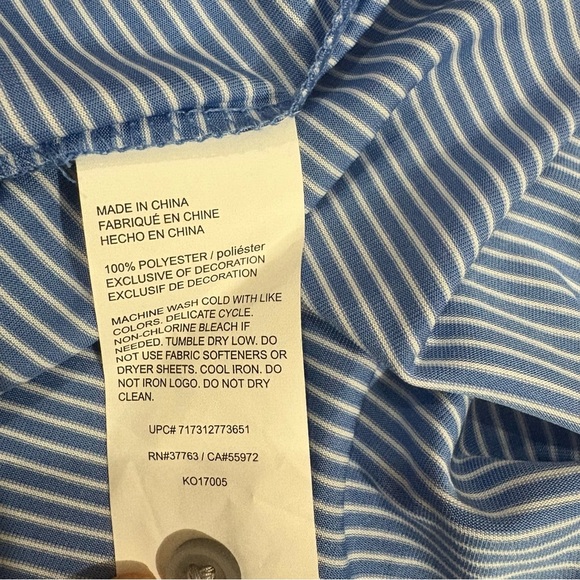 MADE IN CHINA
FABRIQUÉ EN CHINE
HECHO EN CHINA
100% POLYESTER / poliéster
EXCLUSIVE OF DECORATION
EXCLUSIF DE DECORATION
MACHINE WASH COLD WITH LIKE
COLORS. DELICATE CYCLE.
NON-CHLORINE BLEACH IF
NEEDED. TUMBLE DRY LOW. DO
NOT USE FABRIC SOFTENERS OR
DRYER SHEETS. COOL IRON. DO
NOT IRON LOGO. DO NOT DRY
CLEAN.
UPC# 717312773651
RN#37763 / CA#55972
KO17005